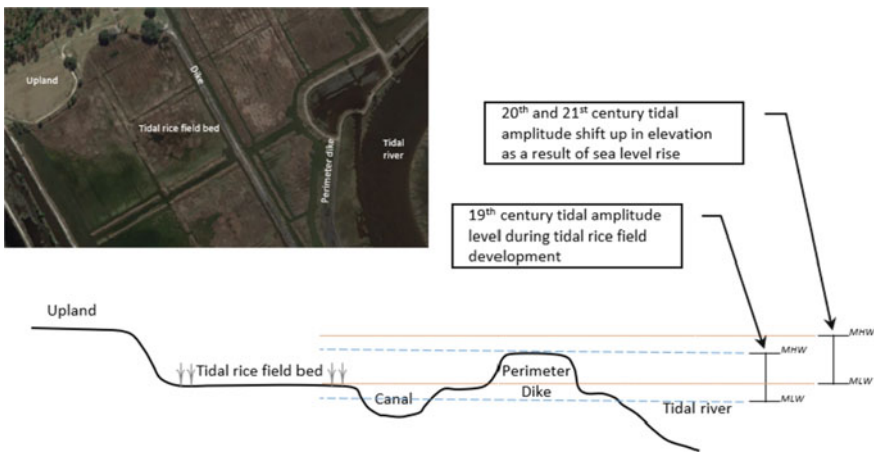 Upland
Dike
Tidal rice field bed
Perimeter dike
Tidal
river
20th and 21st century tidal
amplitude shift up in elevation
as a result of sea level rise
19th century tidal amplitude
level during tidal rice field
development
Upland
MHW
MHW
Tidal rice field bed
Perimeter
Dike
MLW
Canal
MLW
Tidal river